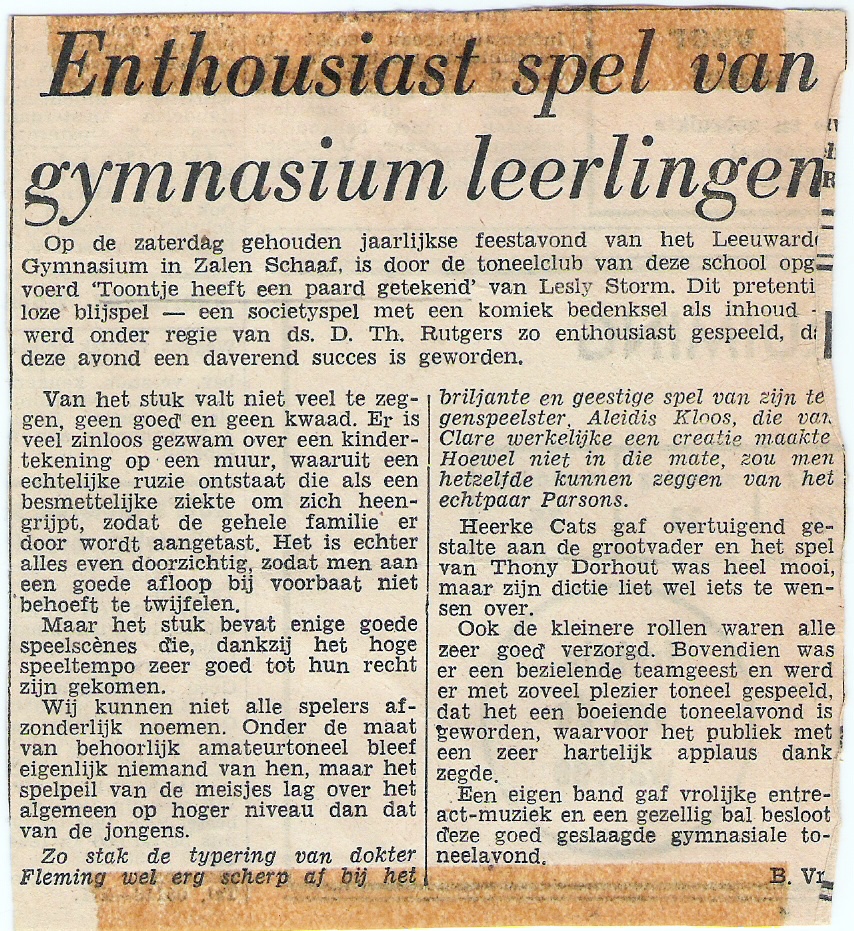 Enthousiast spel van
gymnasium leerlingen
Op de zaterdag gehouden jaarlijkse feestavond van het Leeuward
Gymnasium in Zalen Schaaf, is door de toneelclub van deze school opg
voerd 'Toontje heeft een paard getekend' van Lesly Storm. Dit pretenti
loze blijspel — een societyspel met een komiek bedenksel als inhoud -
werd onder regie van ds. D. Th. Rutgers zo enthousiast gespeeld, d
deze avond een daverend succes is geworden.
Van het stuk valt niet veel te zeg-
gen, geen goed en geen kwaad. Er is
veel zinloos gezwam over een kinder-
tekening op een muur, waaruit een
echtelijke ruzie ontstaat die als een
besmettelijke ziekte om zich heen-
grijpt, zodat de gehele familie er
door wordt aangetast. Het is echter
alles even doorzichtig, zodat men aan
een goede afloop bij voorbaat niet
behoeft te twijfelen.
Maar het stuk bevat enige goede
speelscènes die, dankzij het hoge
speeltempo zeer goed tot hun recht
zijn gekomen.
Wij kunnen niet alle spelers af-
zonderlijk noemen. Onder de maat
van behoorlijk amateurtoneel bleef
eigenlijk niemand van hen, maar het
spelpeil van de meisjes lag over het
algemeen op hoger niveau dan dat
van de jongens.
Zo stak de typering van dokter
Fleming wel erg scherp af bij het
briljante en geestige spel van zijn te
genspeelster, Aleidis Kloos, die van
Clare werkelijke een creatie maakte
Hoewel niet in die mate, zou men
hetzelfde kunnen zeggen van het
echtpaar Parsons.
Heerke Cats gaf overtuigend ge-
stalte aan de grootvader en het spel
van Thony Dorhout was heel mooi,
maar zijn dictie liet wel iets te wen-
sen over.
Ook de kleinere rollen waren alle
zeer goed verzorgd. Bovendien was
er een bezielende teamgeest en werd
er met zoveel plezier toneel gespeeld,
dat het een boeiende toneelavond is
geworden, waarvoor het publiek met
een zeer hartelijk applaus dank
zegde.
Een eigen band gaf vrolijke entre-
act-muziek en een gezellig bal besloot
deze goed geslaagde gymnasiale to-
neelavond.
B. Vr